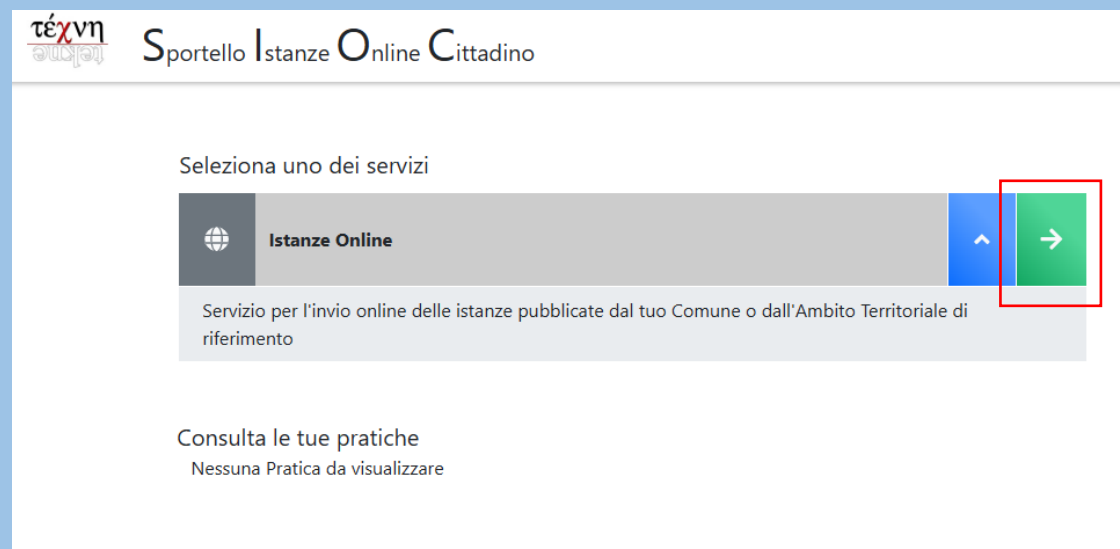 τέχνη
Sportello Istanze Online Cittadino
Seleziona uno dei servizi
Istanze Online
Servizio per l'invio online delle istanze pubblicate dal tuo Comune o dall'Ambito Territoriale di
riferimento
Consulta le tue pratiche
Nessuna Pratica da visualizzare